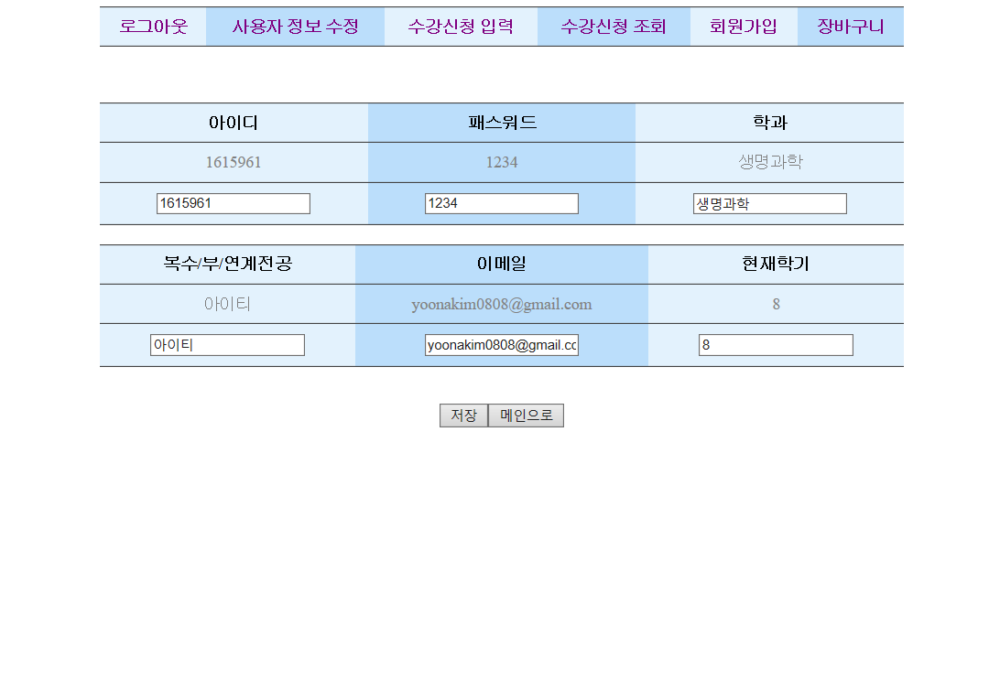 로그아웃 사용자 정보 수정 수강신청 입력 수강신청 조회 회원가입 장바구니
아이디 패스워드 학과
1615961 1234 생명과학
1615961 1234 생명과학
복수/부/연계전공 이메일 현재학기
아이티 yoonakim0808@gmail.com 8
아이티 yoonakim0808@gmail.cc 8
저장 메인으로